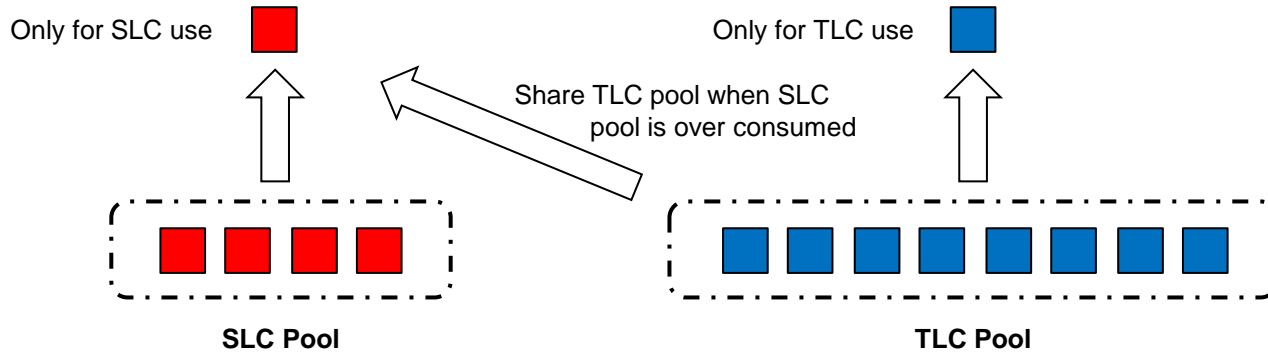 Only for SLC use
Only for TLC use
Share TLC pool when SLC
pool is over consumed
SLC Pool
TLC Pool